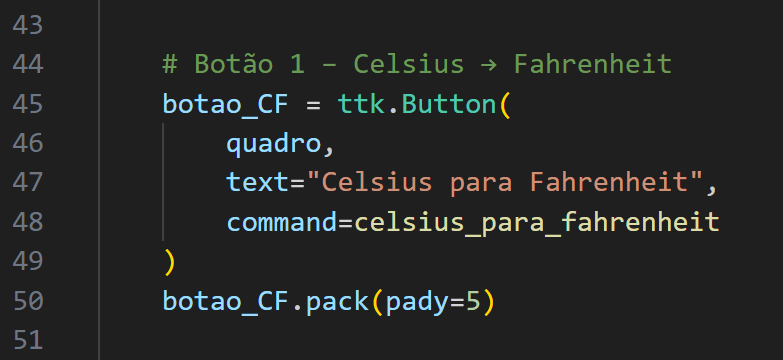 43
44 # Botão 1 – Celsius → Fahrenheit
45 botao_CF = ttk.Button(
46 quadro,
47 text="Celsius para Fahrenheit",
48 command=celsius_para_fahrenheit
49 )
50 botao_CF.pack(pady=5)
51